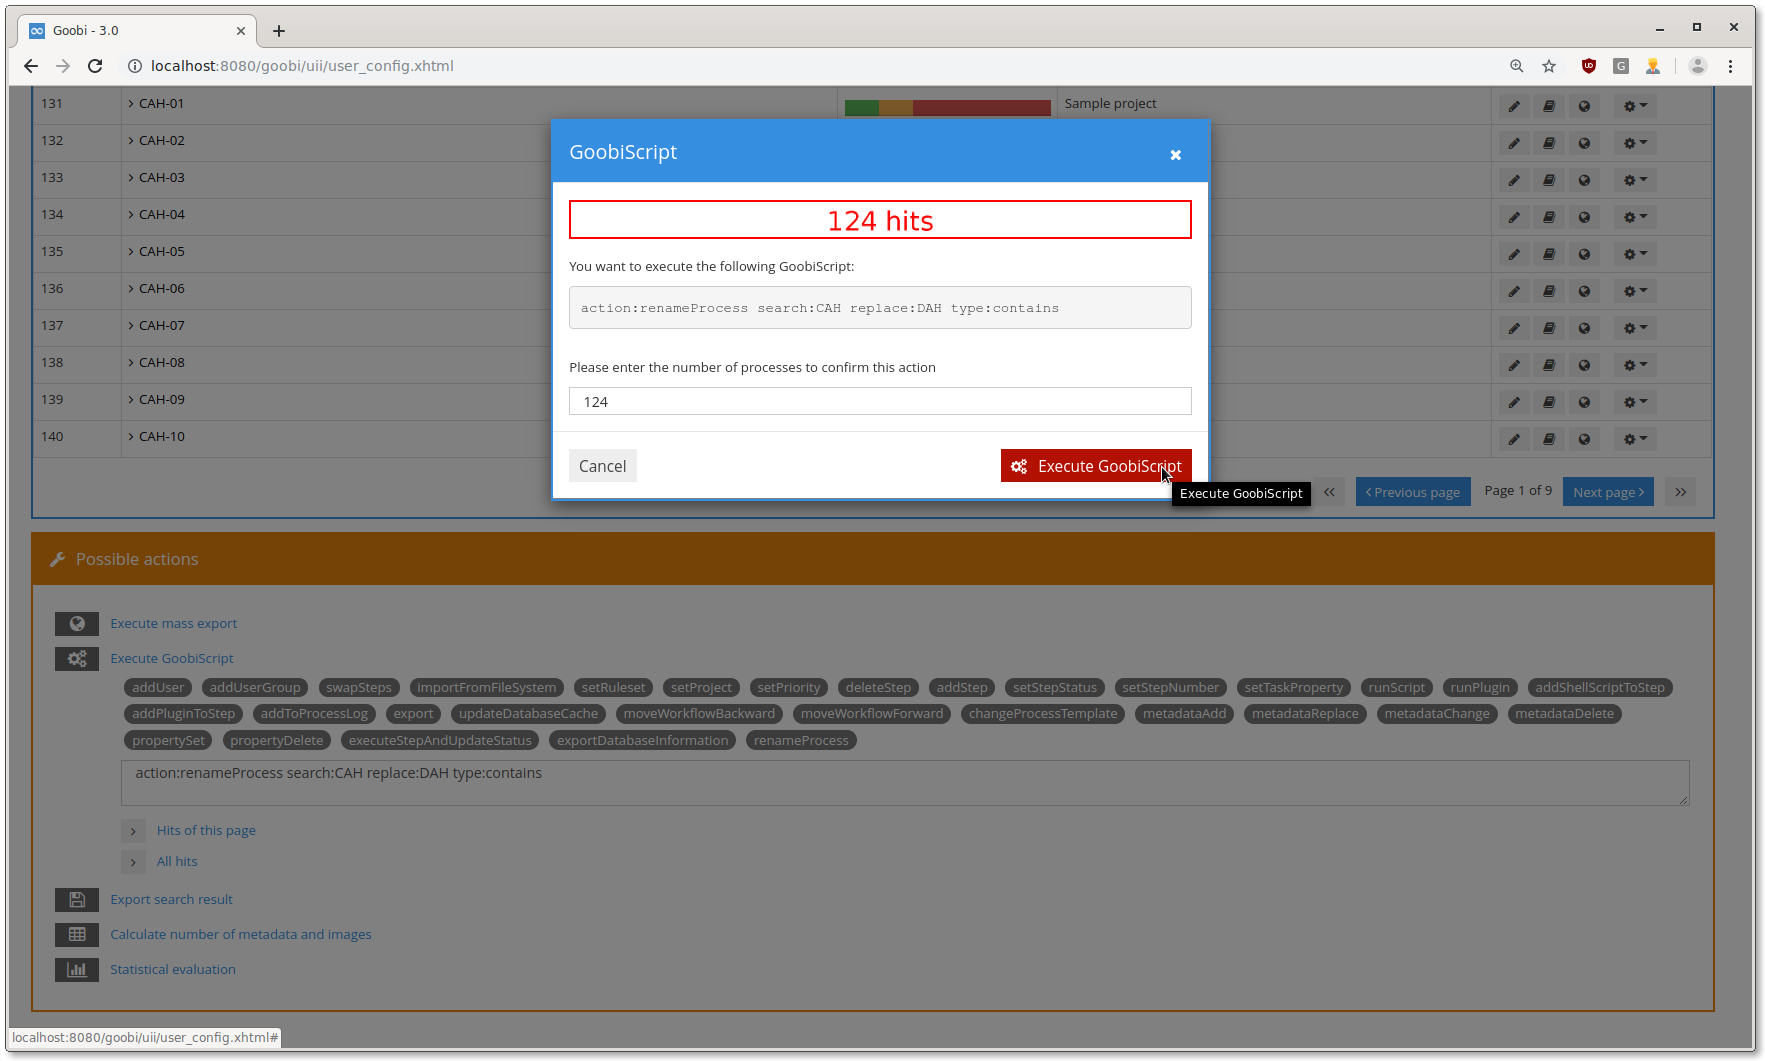 Goobi - 3.0
localhost:8080/goobi/uii/user_config.xhtml
131 CAH-01 Sample project
132 CAH-02
133 CAH-03
134 CAH-04
135 CAH-05
136 CAH-06
137 CAH-07
138 CAH-08
139 CAH-09
140 CAH-10
GoobiScript
124 hits
You want to execute the following GoobiScript:
action:renameProcess search:CAH replace:DAH type:contains
Please enter the number of processes to confirm this action
124
Cancel Execute GoobiScript
Execute GoobiScript
Previous page Page 1 of 9 Next page
Possible actions
Execute mass export
Execute GoobiScript
addUser addUserGroup swapSteps importFromFileSystem setRuleset setProject setPriority deleteStep addStep setStepStatus setStepNumber setTaskProperty runScript runPlugin addShellScriptToStep
addPluginToStep addToProcessLog export updateDatabaseCache moveWorkflowBackward moveWorkflowForward changeProcessTemplate metadataAdd metadataReplace metadataChange metadataDelete
propertySet propertyDelete executeStepAndUpdateStatus exportDatabaseInformation renameProcess
action:renameProcess search:CAH replace:DAH type:contains
Hits of this page
All hits
Export search result
Calculate number of metadata and images
Statistical evaluation
localhost:8080/goobi/uii/user_config.xhtml#